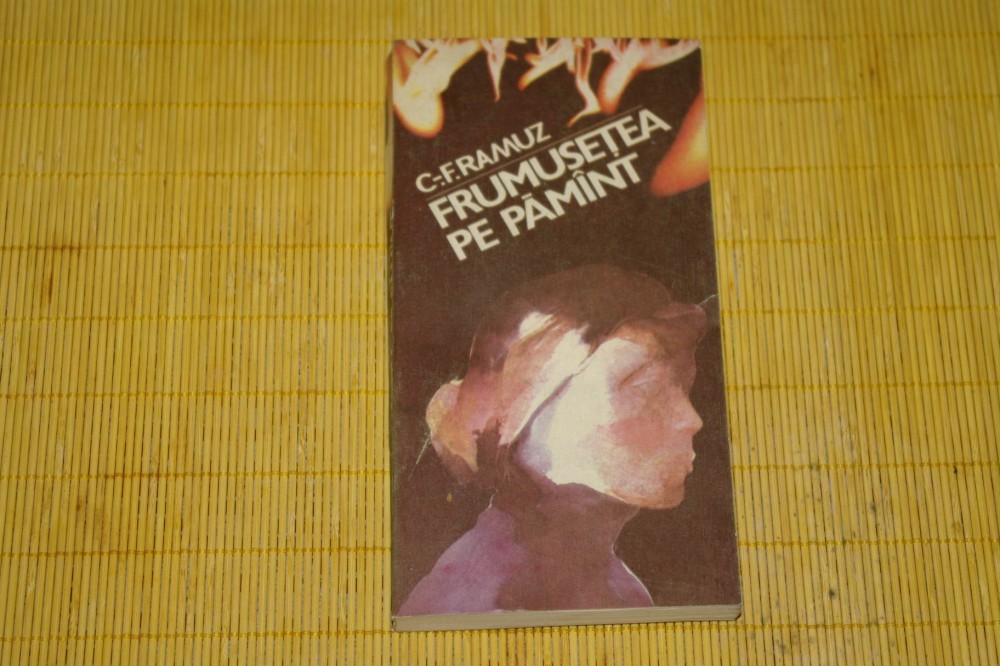 C.-F. RAMUZ
FRUMUSEȚEA
PE PĂMÎNT